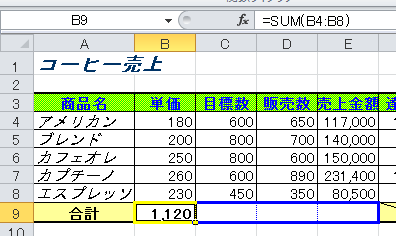 B9 fx =SUM(B4:B8)
A B C D E
1 コーヒー売上
2
3 商品名 単価 目標数 販売数 売上金額
4 アメリカン 180 600 650 117,000
5 ブレンド 200 800 700 140,000
6 カフェオレ 250 800 600 150,000
7 カプチーノ 260 600 890 231,400
8 エスプレッソ 230 450 350 80,500
9 合計 1,120
10